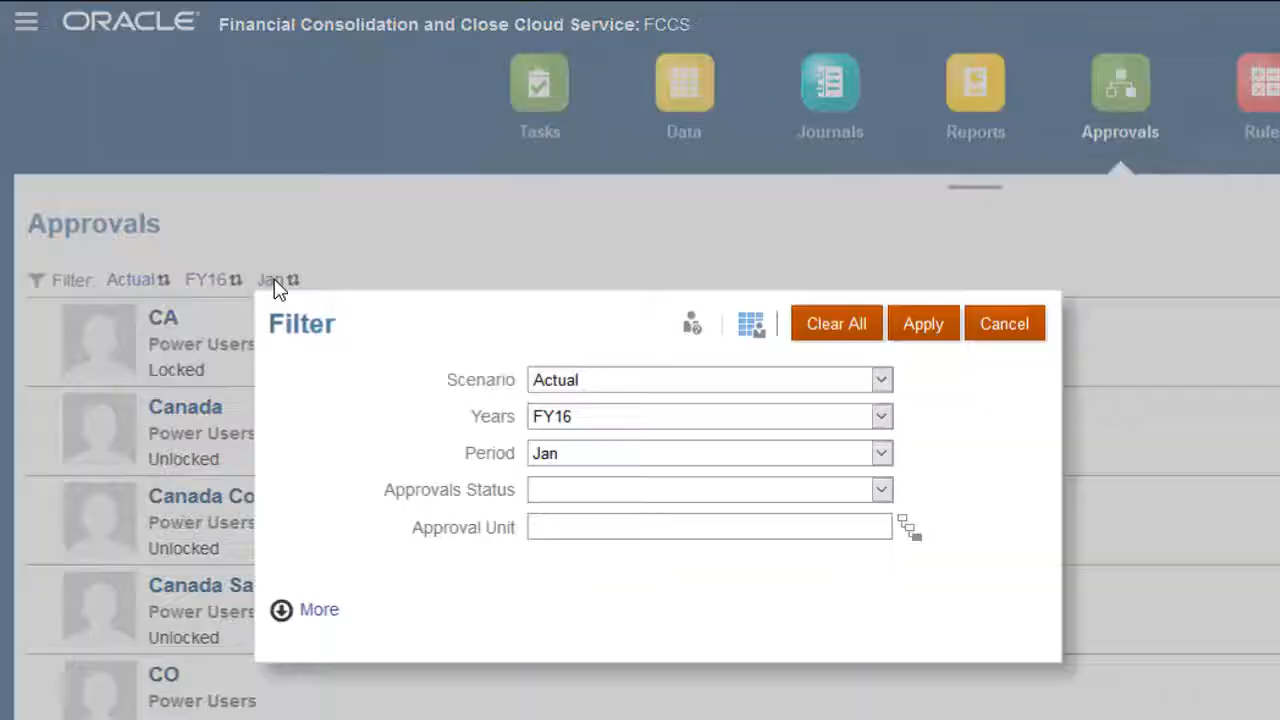 ORACLE Financial Consolidation and Close Cloud Service: FCCS
Tasks Data Journals Reports Approvals Rule
Approvals
Filter: Actual FY16 Jan
CA
Power Users
Locked
Canada
Power Users
Unlocked
Canada Co
Power Users
Unlocked
Canada Sa
Power Users
Unlocked
CO
Power Users
Filter Clear All Apply Cancel
Scenario Actual
Years FY16
Period Jan
Approvals Status
Approval Unit
More